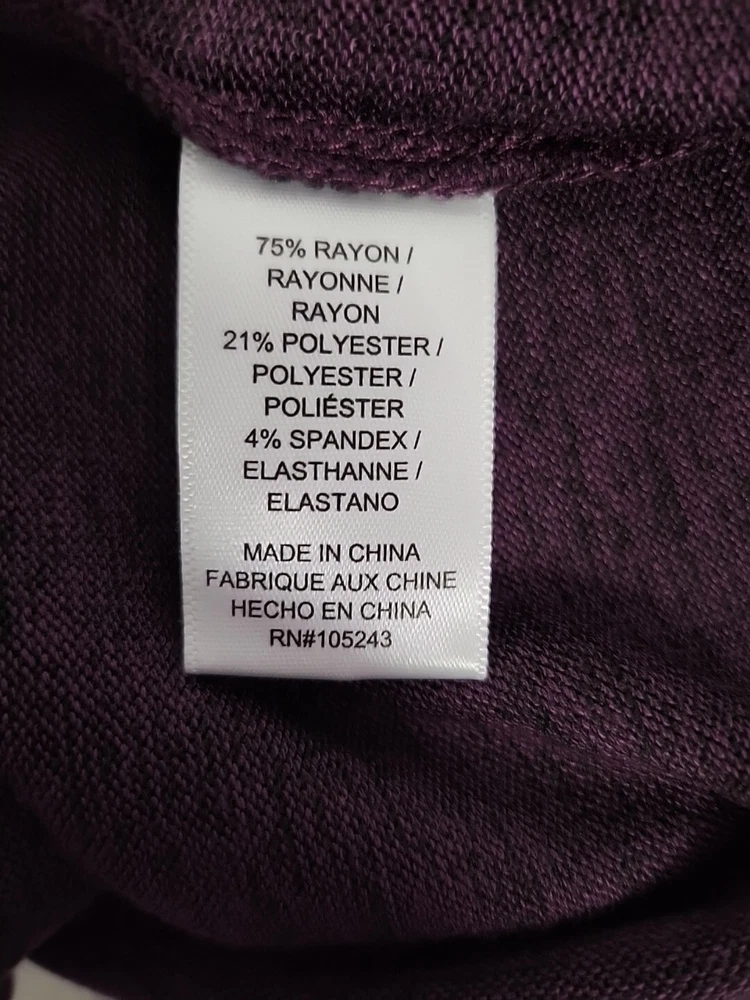 75% RAYON /
RAYONNE /
RAYON
21% POLYESTER /
POLYESTER /
POLIÉSTER
4% SPANDEX /
ELASTHANNE /
ELASTANO
MADE IN CHINA
FABRIQUE AUX CHINE
HECHO EN CHINA
RN#105243